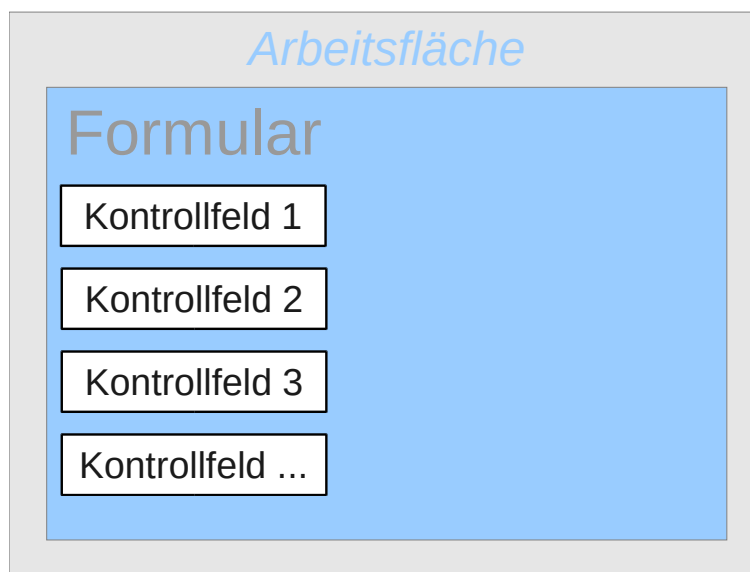 Arbeitsfläche
Formular
Kontrollfeld 1
Kontrollfeld 2
Kontrollfeld 3
Kontrollfeld ...